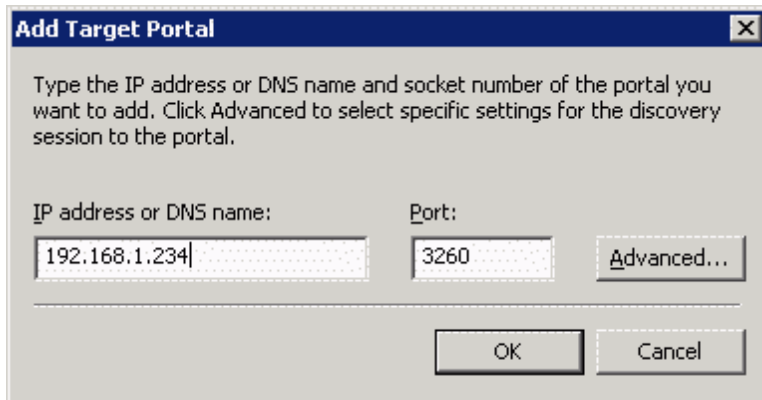 Add Target Portal
Type the IP address or DNS name and socket number of the portal you
want to add. Click Advanced to select specific settings for the discovery
session to the portal.
IP address or DNS name: Port:
192.168.1.234 3260 Advanced...
OK Cancel